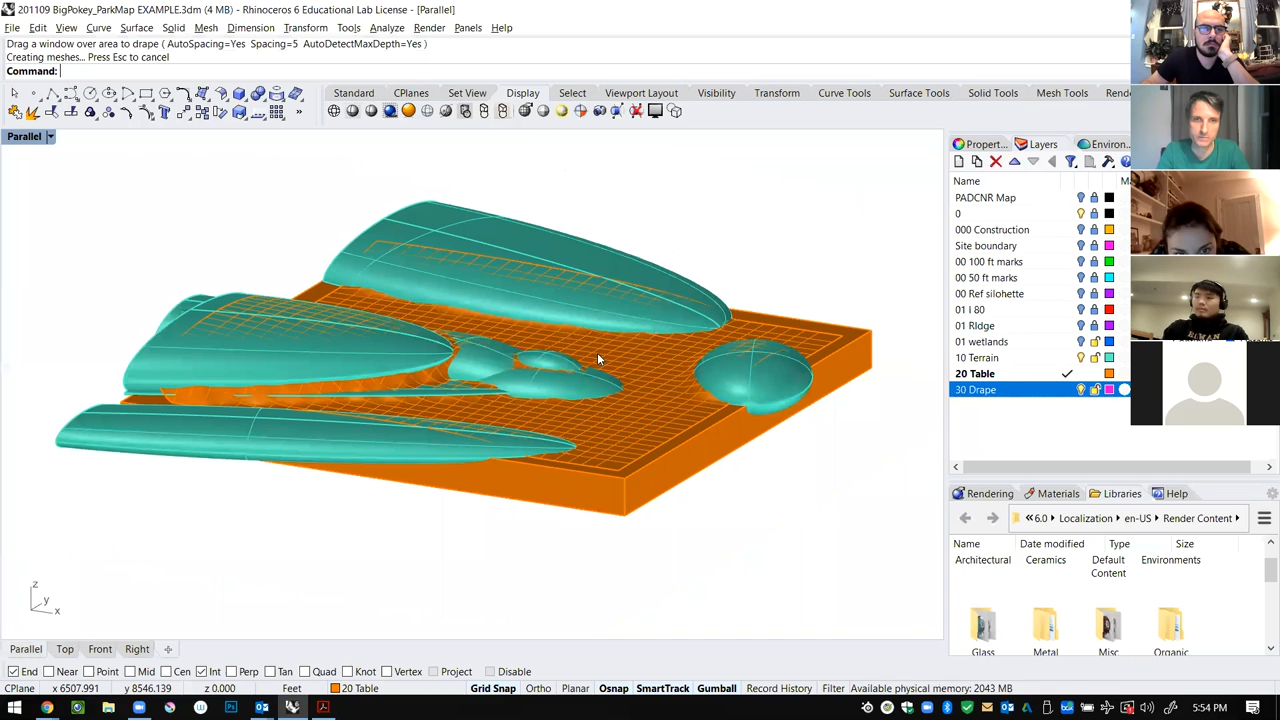 201109 BigPokey_ParkMap EXAMPLE.3dm (4 MB) - Rhinoceros 6 Educational Lab License - [Parallel]
File Edit View Curve Surface Solid Mesh Dimension Transform Tools Analyze Render Panels Help
Drag a window over area to drape ( AutoSpacing=Yes Spacing=5 AutoDetectMaxDepth=Yes )
Creating meshes... Press Esc to cancel
Command:
Standard CPlanes Set View Display Select Viewport Layout Visibility Transform Curve Tools Surface Tools Solid Tools Mesh Tools Rende
Parallel
Propert... Layers Environ...
Name Ma
PADCNR Map
0
000 Construction
Site boundary
00 100 ft marks
00 50 ft marks
00 Ref silohette
01 I 80
01 RIdge
01 wetlands
10 Terrain
20 Table
30 Drape
Rendering Materials Libraries Help
6.0 Localization en-US Render Content
Name Date modified Type Size
Architectural Ceramics Default Content Environments
Glass Metal Misc Organic
z
y
x
Parallel Top Front Right
End Near Point Mid Cen Int Perp Tan Quad Knot Vertex Project Disable
CPlane x 6507.991 y 8546.139 z 0.000 Feet 20 Table Grid Snap Ortho Planar Osnap SmartTrack Gumball Record History Filter Available physical memory: 2043 MB
5:54 PM